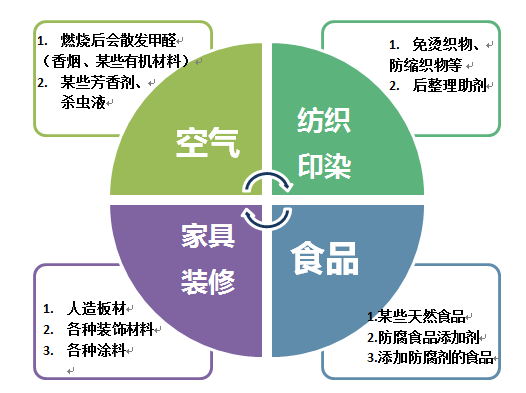 1. 燃烧后会散发甲醛
（香烟、某些有机材料）
2. 某些芳香剂、
杀虫液
1. 免烫织物、
防缩织物等
2. 后整理助剂
空气
纺织
印染
家具
装修
食品
1. 人造板材
2. 各种装饰材料
3. 各种涂料
1.某些天然食品
2.防腐食品添加剂
3.添加防腐剂的食品